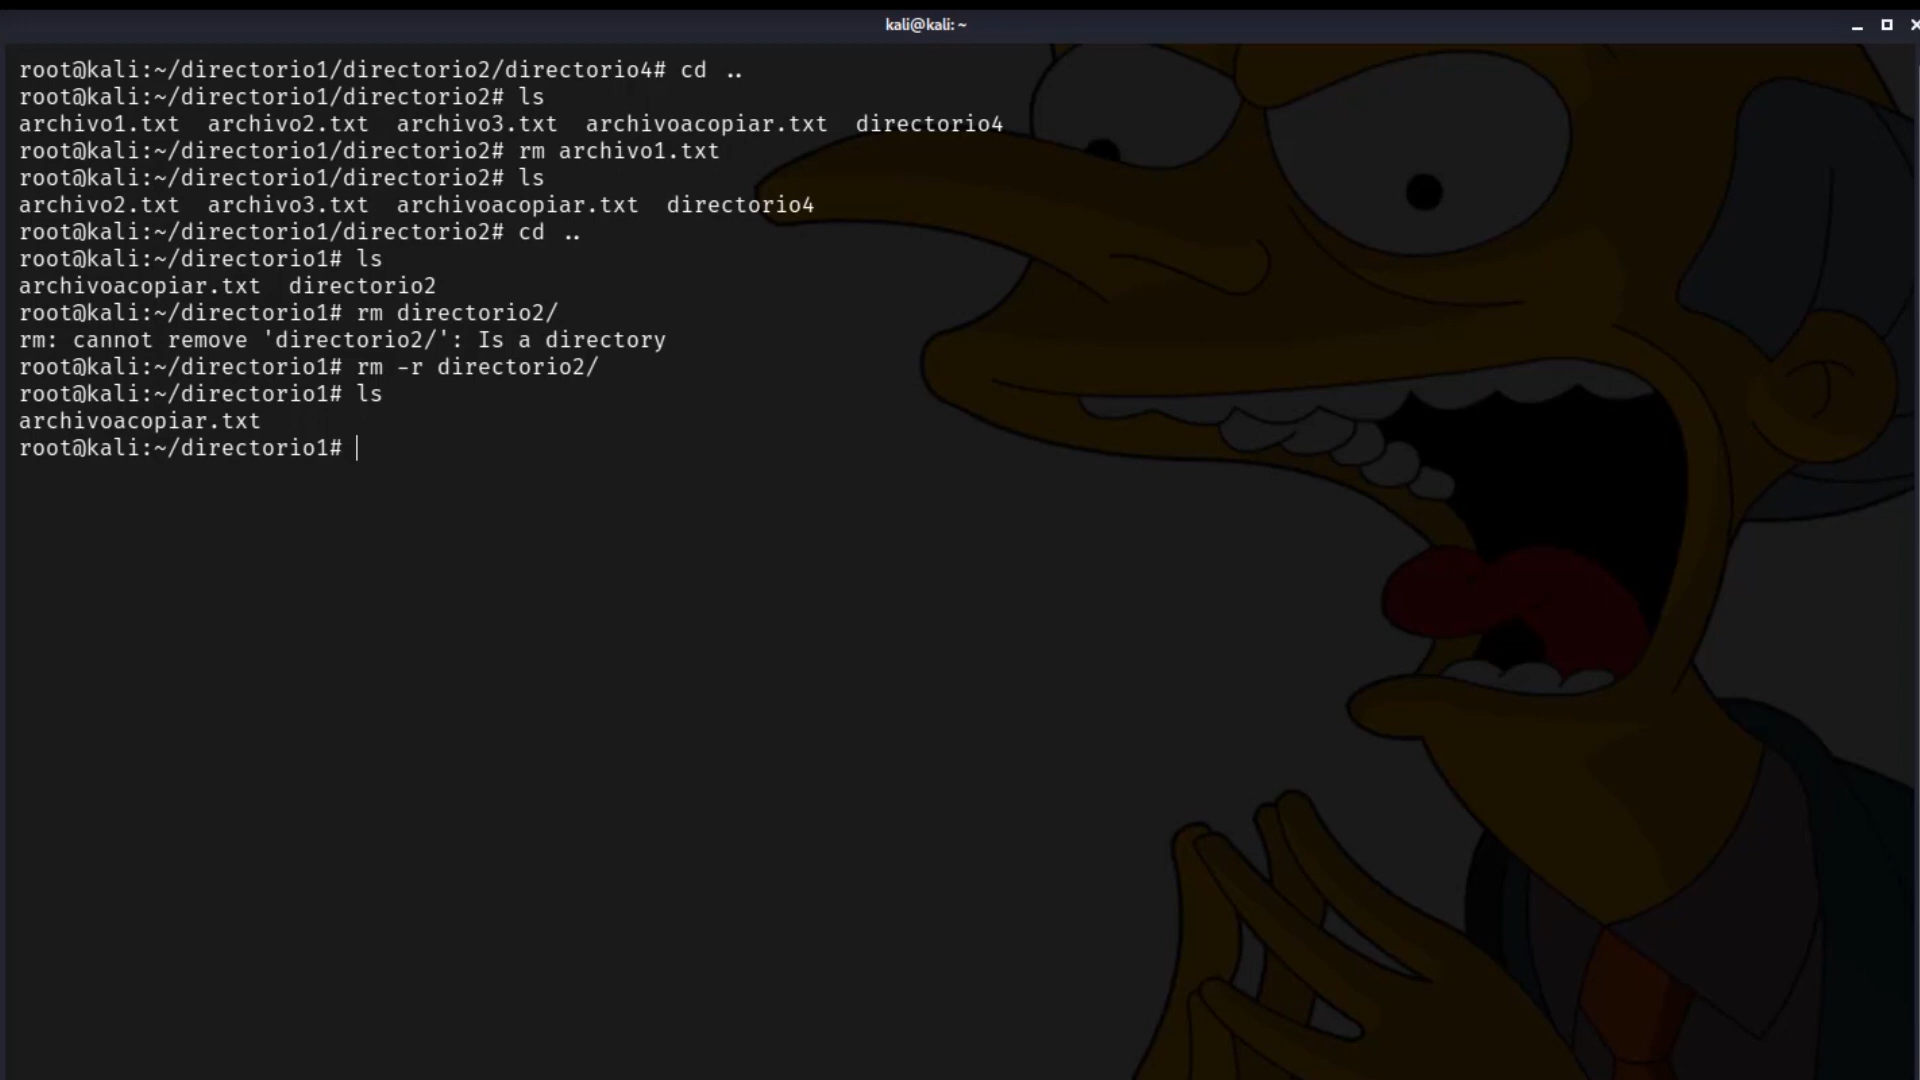 kali@kali: ~
root@kali:~/directorio1/directorio2/directorio4# cd ..
root@kali:~/directorio1/directorio2# ls
archivo1.txt  archivo2.txt  archivo3.txt  archivoacopiar.txt  directorio4
root@kali:~/directorio1/directorio2# rm archivo1.txt
root@kali:~/directorio1/directorio2# ls
archivo2.txt  archivo3.txt  archivoacopiar.txt  directorio4
root@kali:~/directorio1/directorio2# cd ..
root@kali:~/directorio1# ls
archivoacopiar.txt  directorio2
root@kali:~/directorio1# rm directorio2/
rm: cannot remove 'directorio2/': Is a directory
root@kali:~/directorio1# rm -r directorio2/
root@kali:~/directorio1# ls
archivoacopiar.txt
root@kali:~/directorio1#